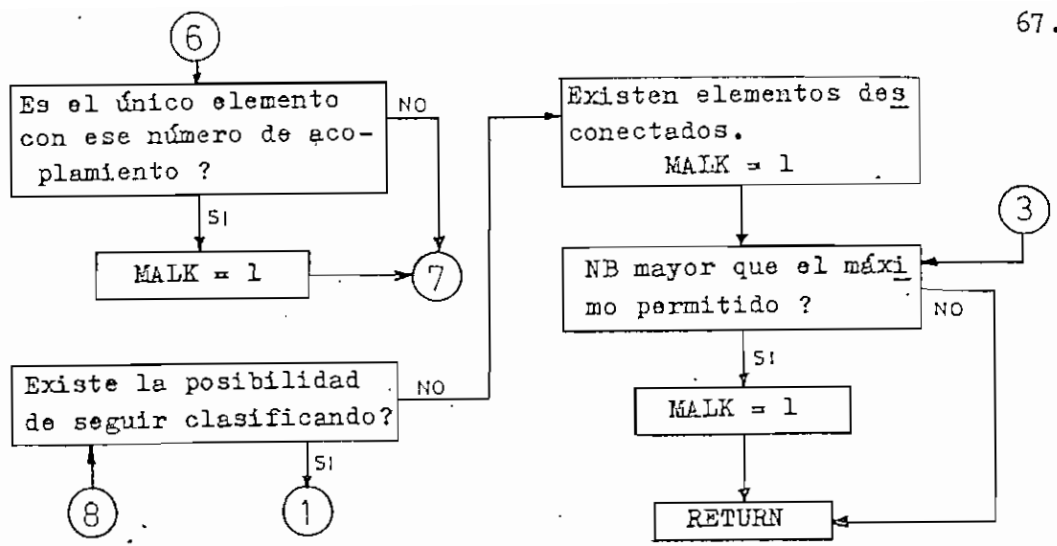 67.
6
Es el único elemento
con ese número de aco-
plamiento ?
NO
SI
MALK = 1
7
Existe la posibilidad
de seguir clasificando?
NO
SI
8
1
Existen elementos des
conectados.
MALK = 1
3
NB mayor que el máxi
mo permitido ?
NO
SI
MALK = 1
RETURN